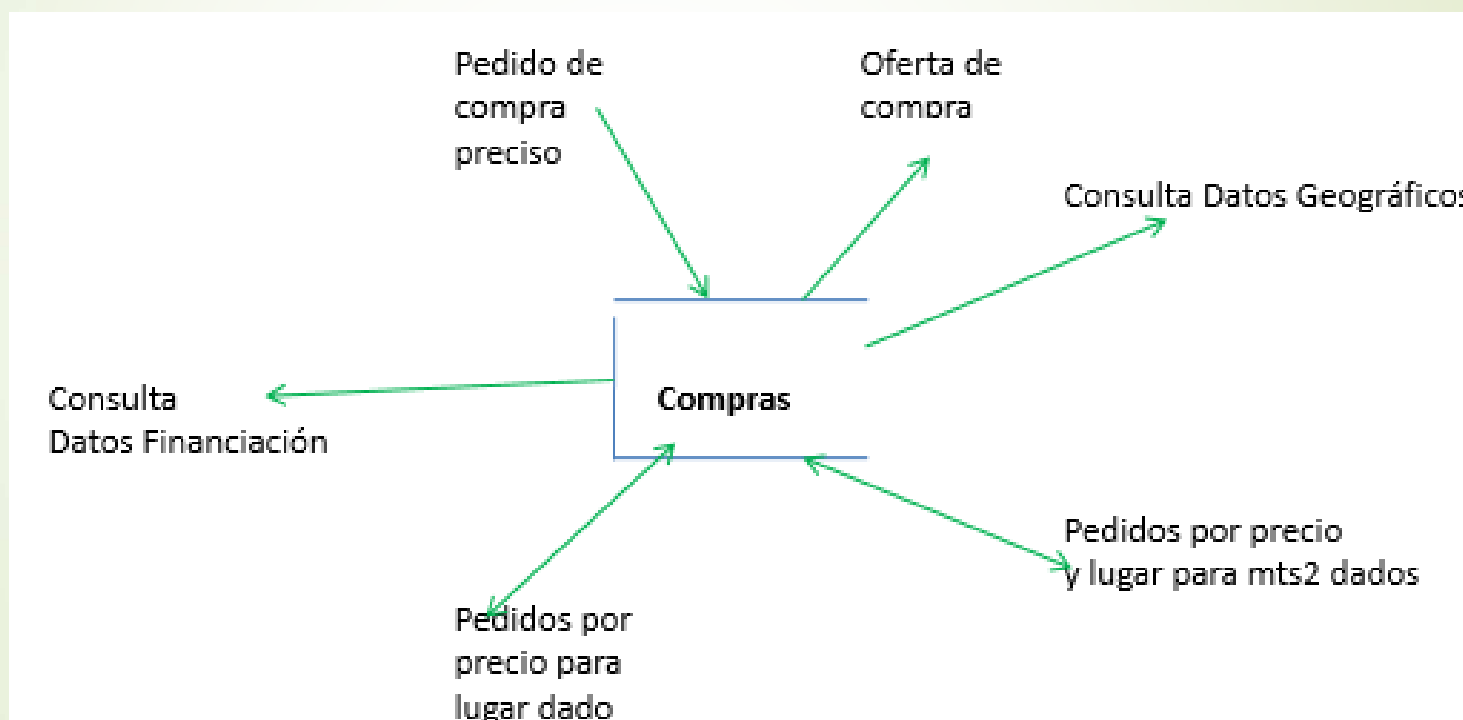 Pedido de
compra
preciso
Oferta de
compra
Consulta Datos Geográficos
Consulta
Datos Financiación
Compras
Pedidos por precio
y lugar para mts2 dados
Pedidos por
precio para
lugar dado